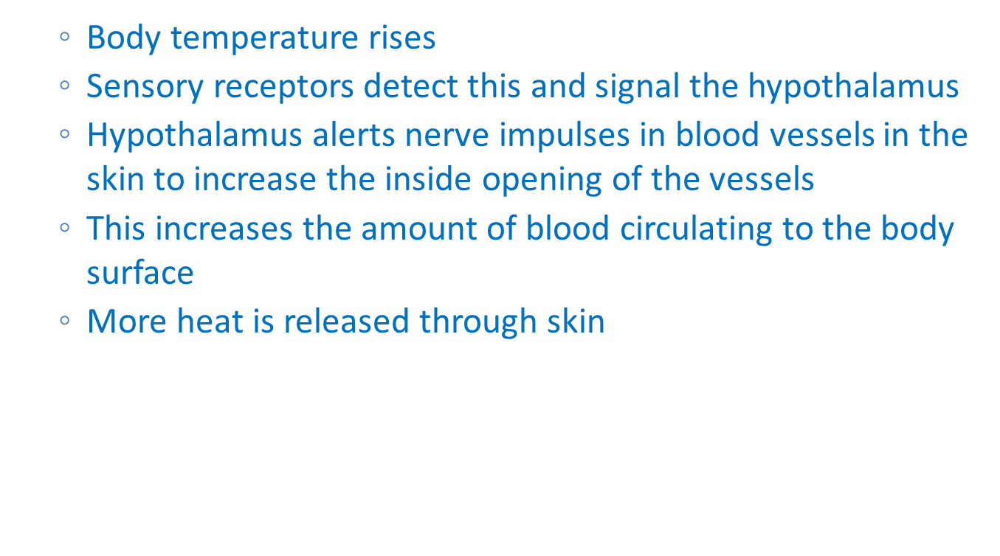 ◦ Body temperature rises
◦ Sensory receptors detect this and signal the hypothalamus
◦ Hypothalamus alerts nerve impulses in blood vessels in the
skin to increase the inside opening of the vessels
◦ This increases the amount of blood circulating to the body
surface
◦ More heat is released through skin